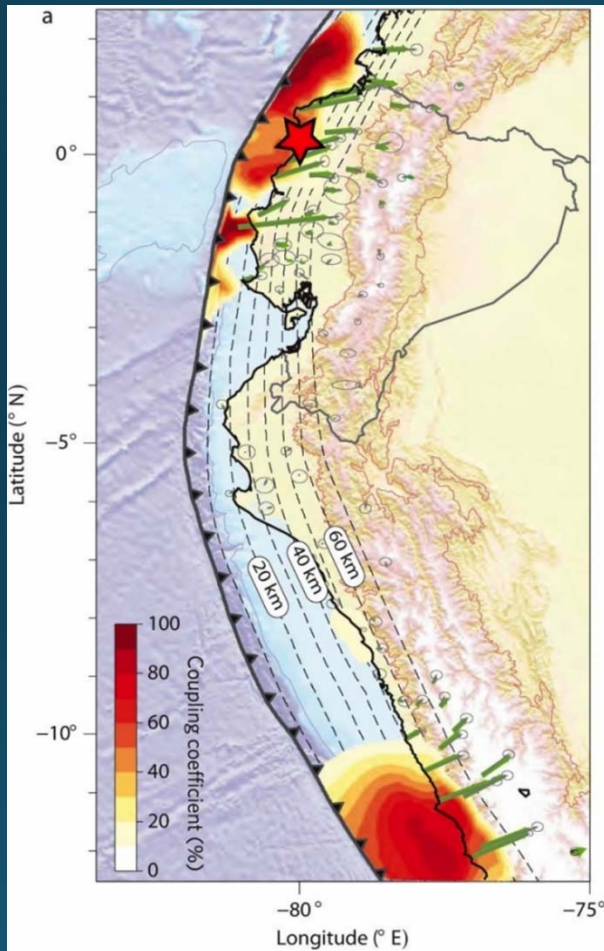 a
0°
−5°
−10°
Latitude (° N)
20 km
40 km
60 km
100
80
60
40
20
0
Coupling coefficient (%)
−80°
−75°
Longitude (° E)